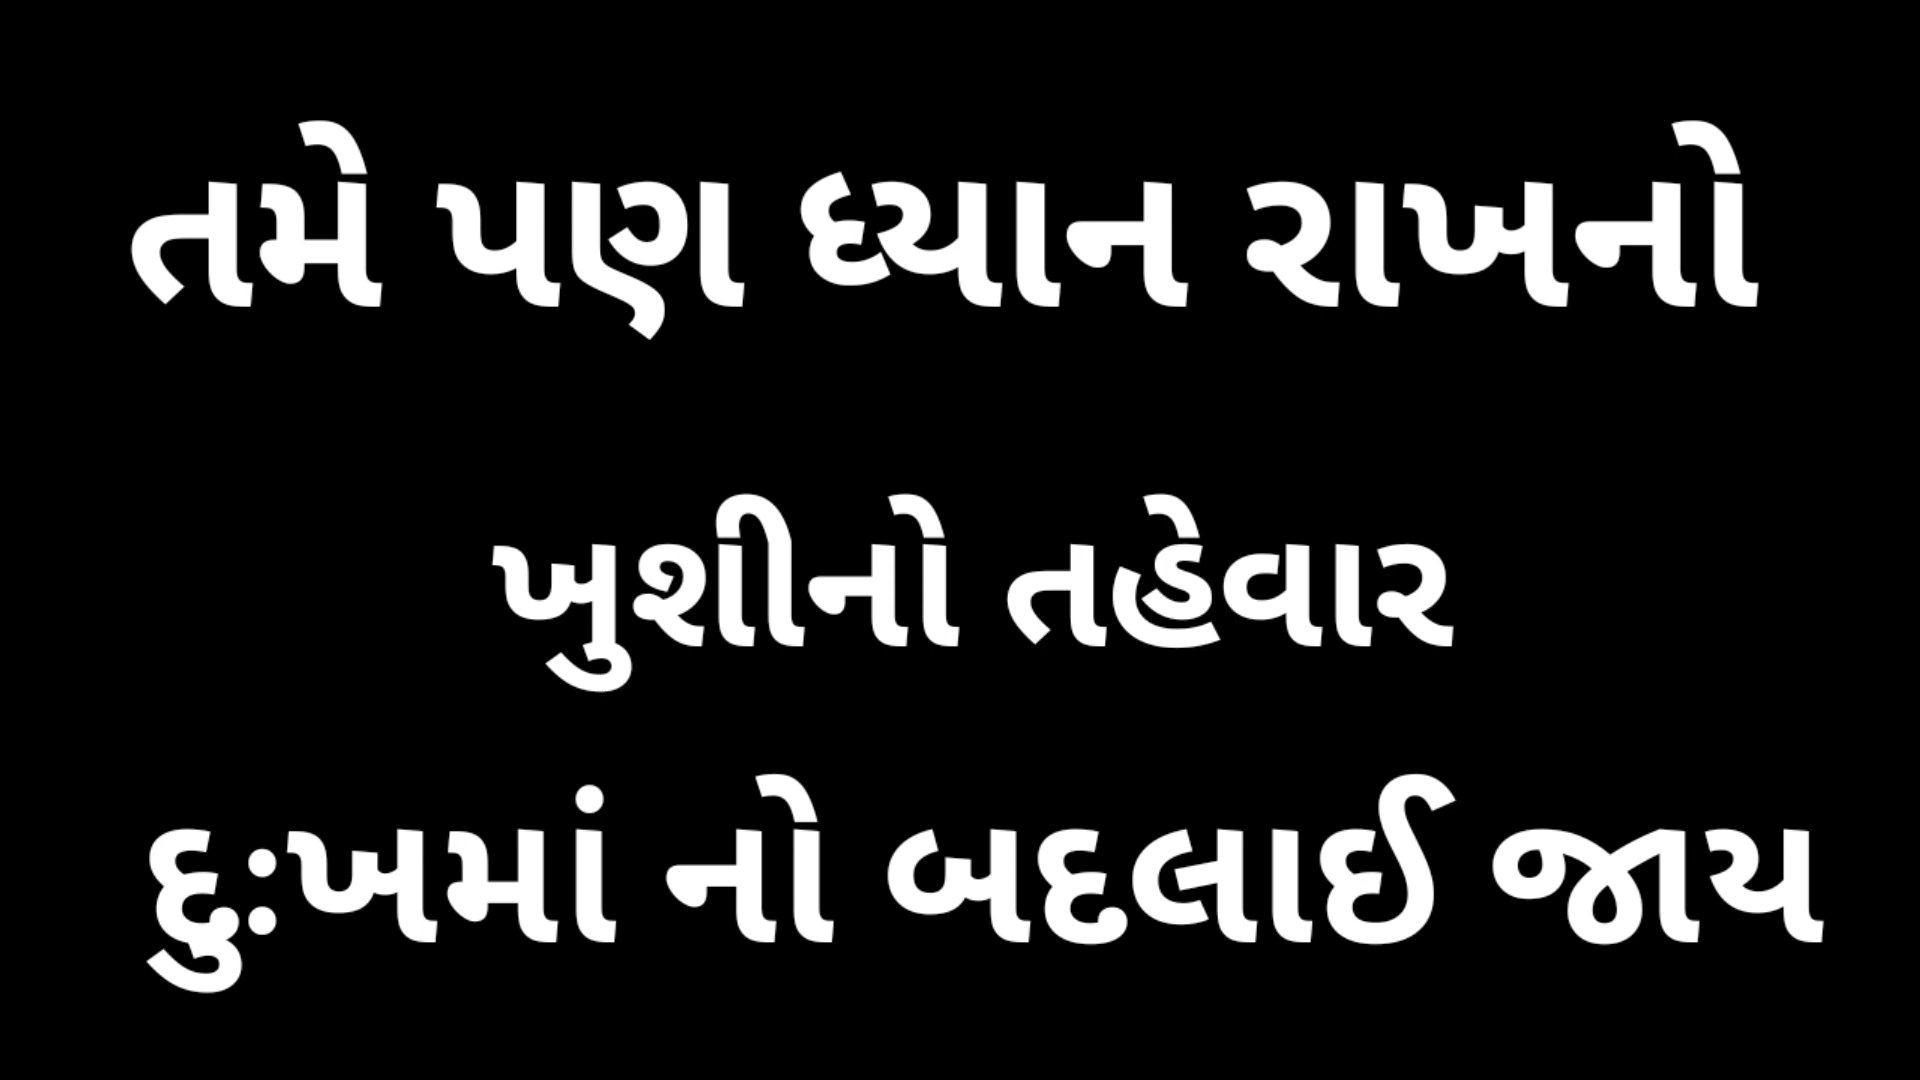 તમે પણ ધ્યાન રાખનો
ખુશીનો તહેવાર
દુઃખમાં નો બદલાઈ જાય